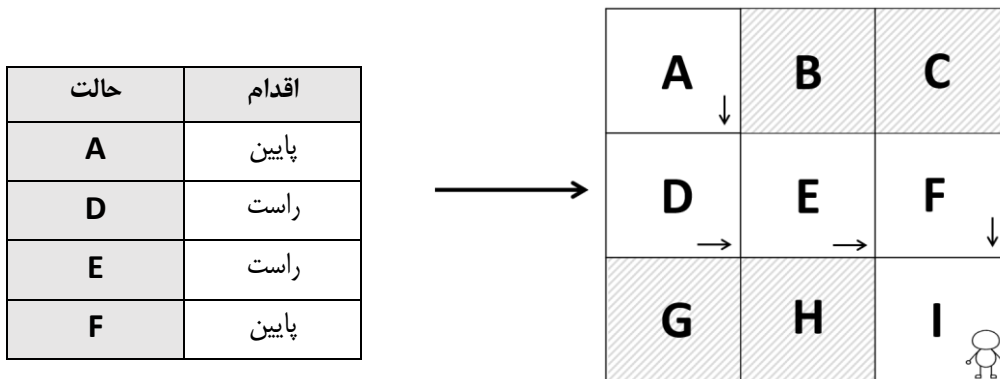 حالت اقدام
A پایین
D راست
E راست
F پایین
A B C
D E F
G H I